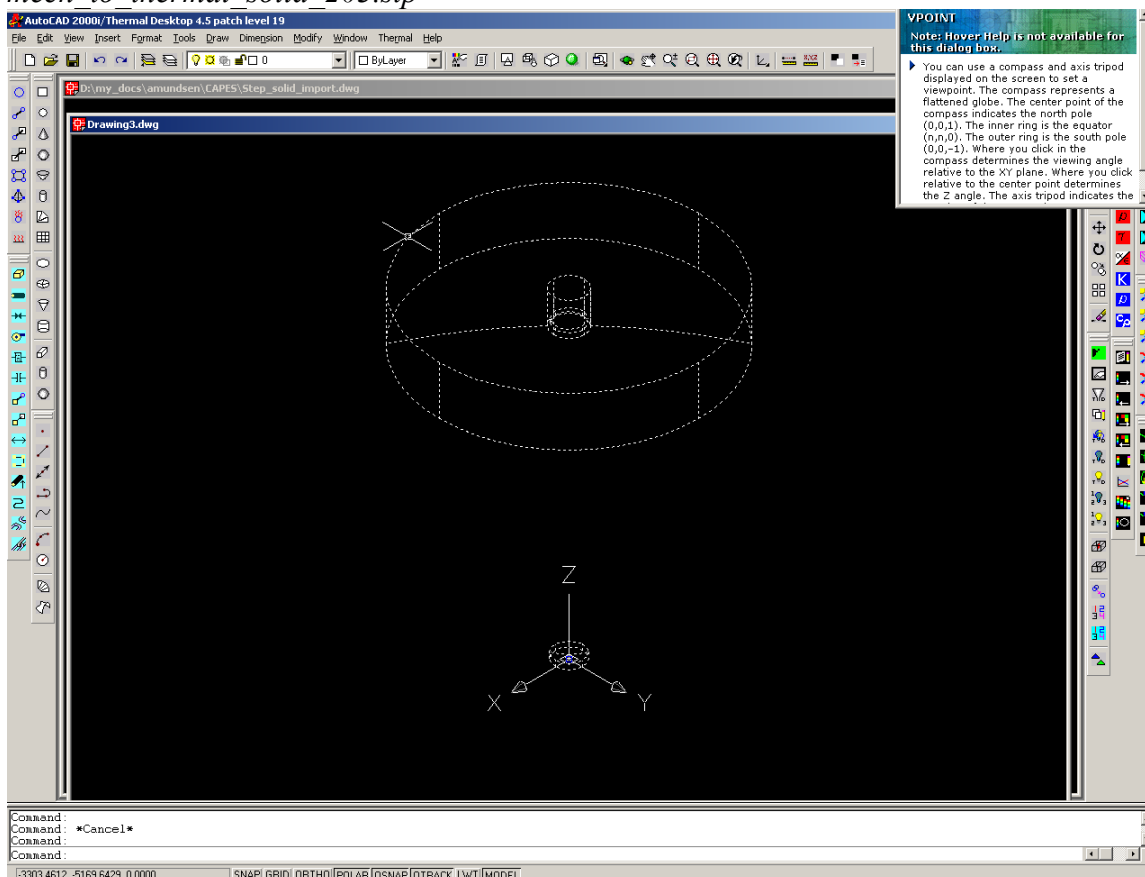 mech_to_thermal_solid_203.stp
AutoCAD 2000i/Thermal Desktop 4.5 patch level 19
File Edit View Insert Format Tools Draw Dimension Modify Window Thermal Help
0
ByLayer
D:\my_docs\amundsen\CAPES\Step_solid_import.dwg
Drawing3.dwg
VPOINT
Note: Hover Help is not available for
this dialog box.
You can use a compass and axis tripod
displayed on the screen to set a
viewpoint. The compass represents a
flattened globe. The center point of the
compass indicates the north pole
(0,0,1). The inner ring is the equator
(n,n,0). The outer ring is the south pole
(0,0,-1). Where you click in the
compass determines the viewing angle
relative to the XY plane. Where you click
relative to the center point determines
the Z angle. The axis tripod indicates the
Z
X
Y
Command:
Command: *Cancel*
Command:
Command:
-3303.4612, -5169.6429, 0.0000 SNAP GRID ORTHO POLAR OSNAP OTRACK LWT MODEL